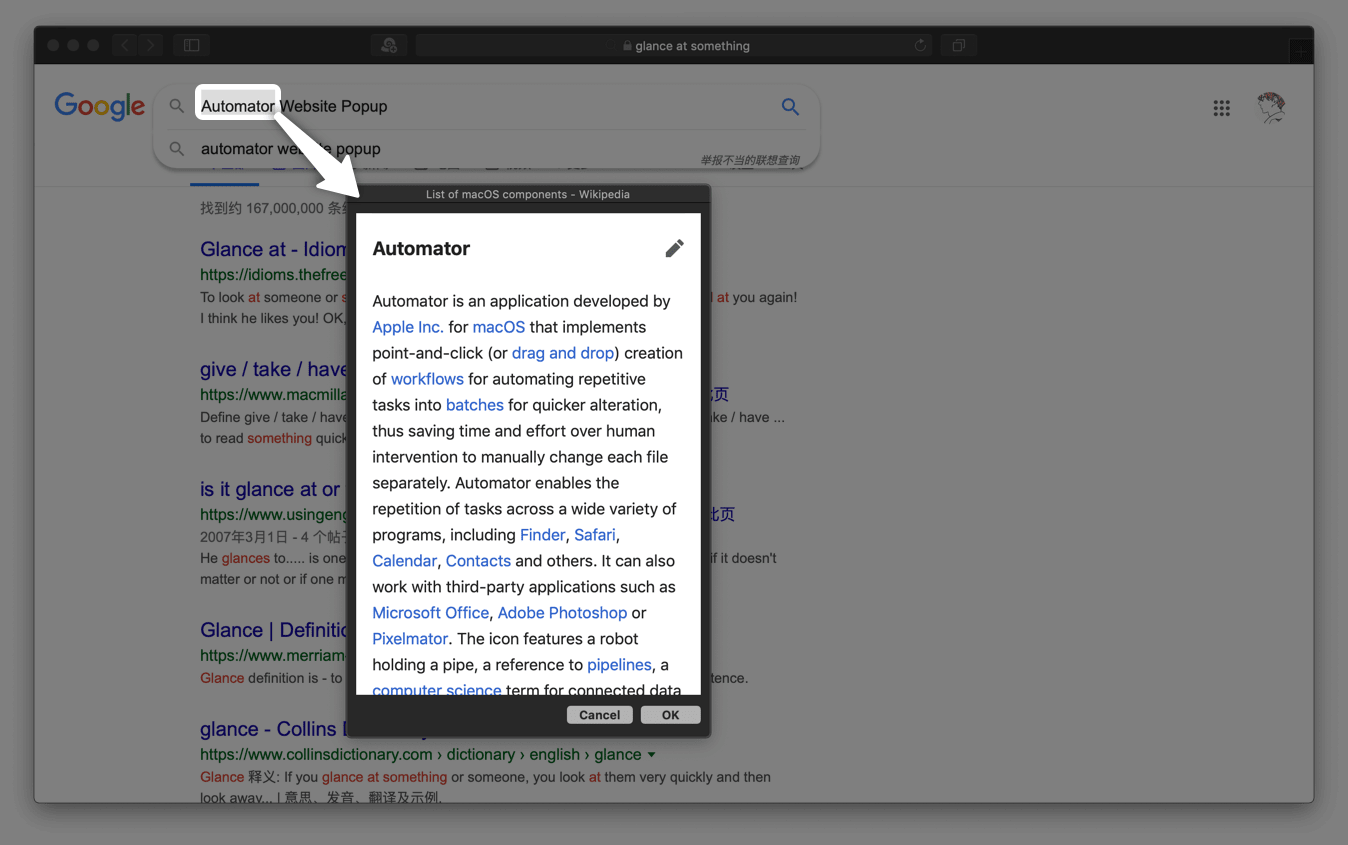 glance at something
Google
Automator Website Popup
automator website popup
举报不当的联想查询
找到约 167,000,000 条
List of macOS components - Wikipedia
Automator
Automator is an application developed by
Apple Inc. for macOS that implements
point-and-click (or drag and drop) creation
of workflows for automating repetitive
tasks into batches for quicker alteration,
thus saving time and effort over human
intervention to manually change each file
separately. Automator enables the
repetition of tasks across a wide variety of
programs, including Finder, Safari,
Calendar, Contacts and others. It can also
work with third-party applications such as
Microsoft Office, Adobe Photoshop or
Pixelmator. The icon features a robot
holding a pipe, a reference to pipelines, a
computer science term for connected data
Cancel OK
Glance at - Idiom
https://idioms.thefree
To look at someone or at you again!
I think he likes you! OK,
give / take / have
https://www.macmilla 此页
Define give / take / have ke / have ...
to read something quick
is it glance at or
https://www.usingeng 此页
2007年3月1日 - 4 个帖子
He glances to..... is one if it doesn't
matter or not or if one m
Glance | Definitio
https://www.merriam
Glance definition is - to tence.
glance - Collins
https://www.collinsdictionary.com › dictionary › english › glance
Glance 释义: If you glance at something or someone, you look at them very quickly and then
look away... | 意思、发音、翻译及示例.